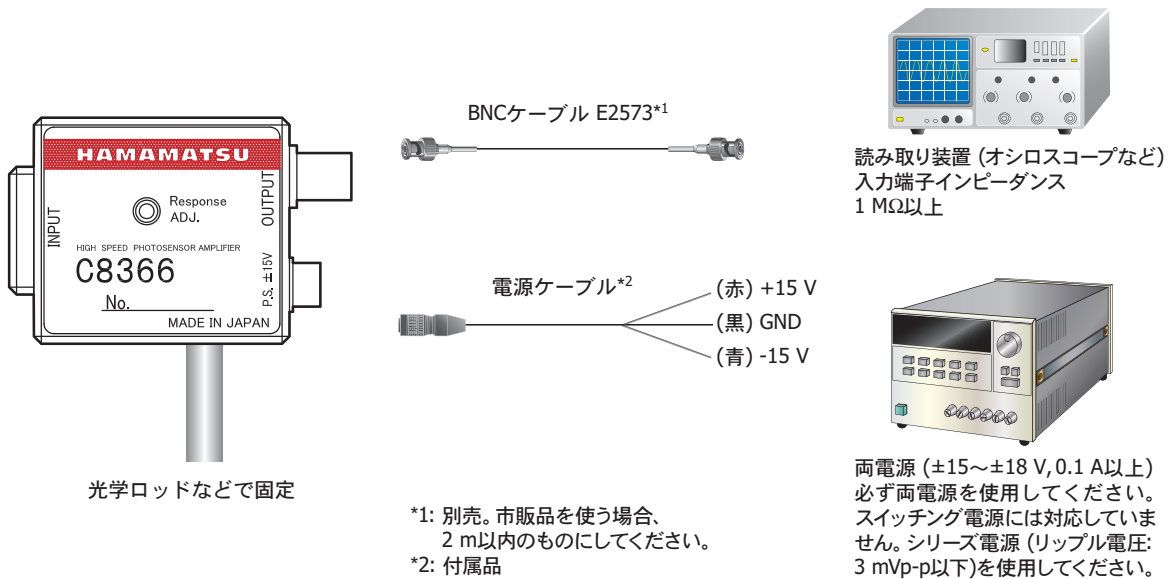 HAMAMATSU
INPUT
OUTPUT
Response
ADJ.
HIGH SPEED PHOTOSENSOR AMPLIFIER
C8366
P.S. ±15V
No.
MADE IN JAPAN
光学ロッドなどで固定
BNCケーブル E2573*1
電源ケーブル*2
(赤) +15 V
(黒) GND
(青) -15 V
*1: 別売。市販品を使う場合、
2 m以内のものにしてください。
*2: 付属品
読み取り装置 (オシロスコープなど)
入力端子インピーダンス
1 MΩ以上
両電源 (±15～±18 V, 0.1 A以上)
必ず両電源を使用してください。
スイッチング電源には対応していま
せん。シリーズ電源 (リップル電圧:
3 mVp-p以下)を使用してください。